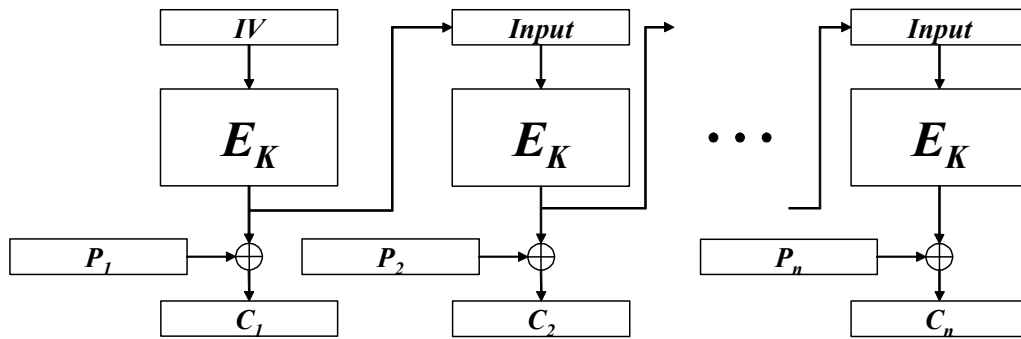 IV Input Input
E_K E_K • • • E_K
P_1 P_2 P_n
C_1 C_2 C_n